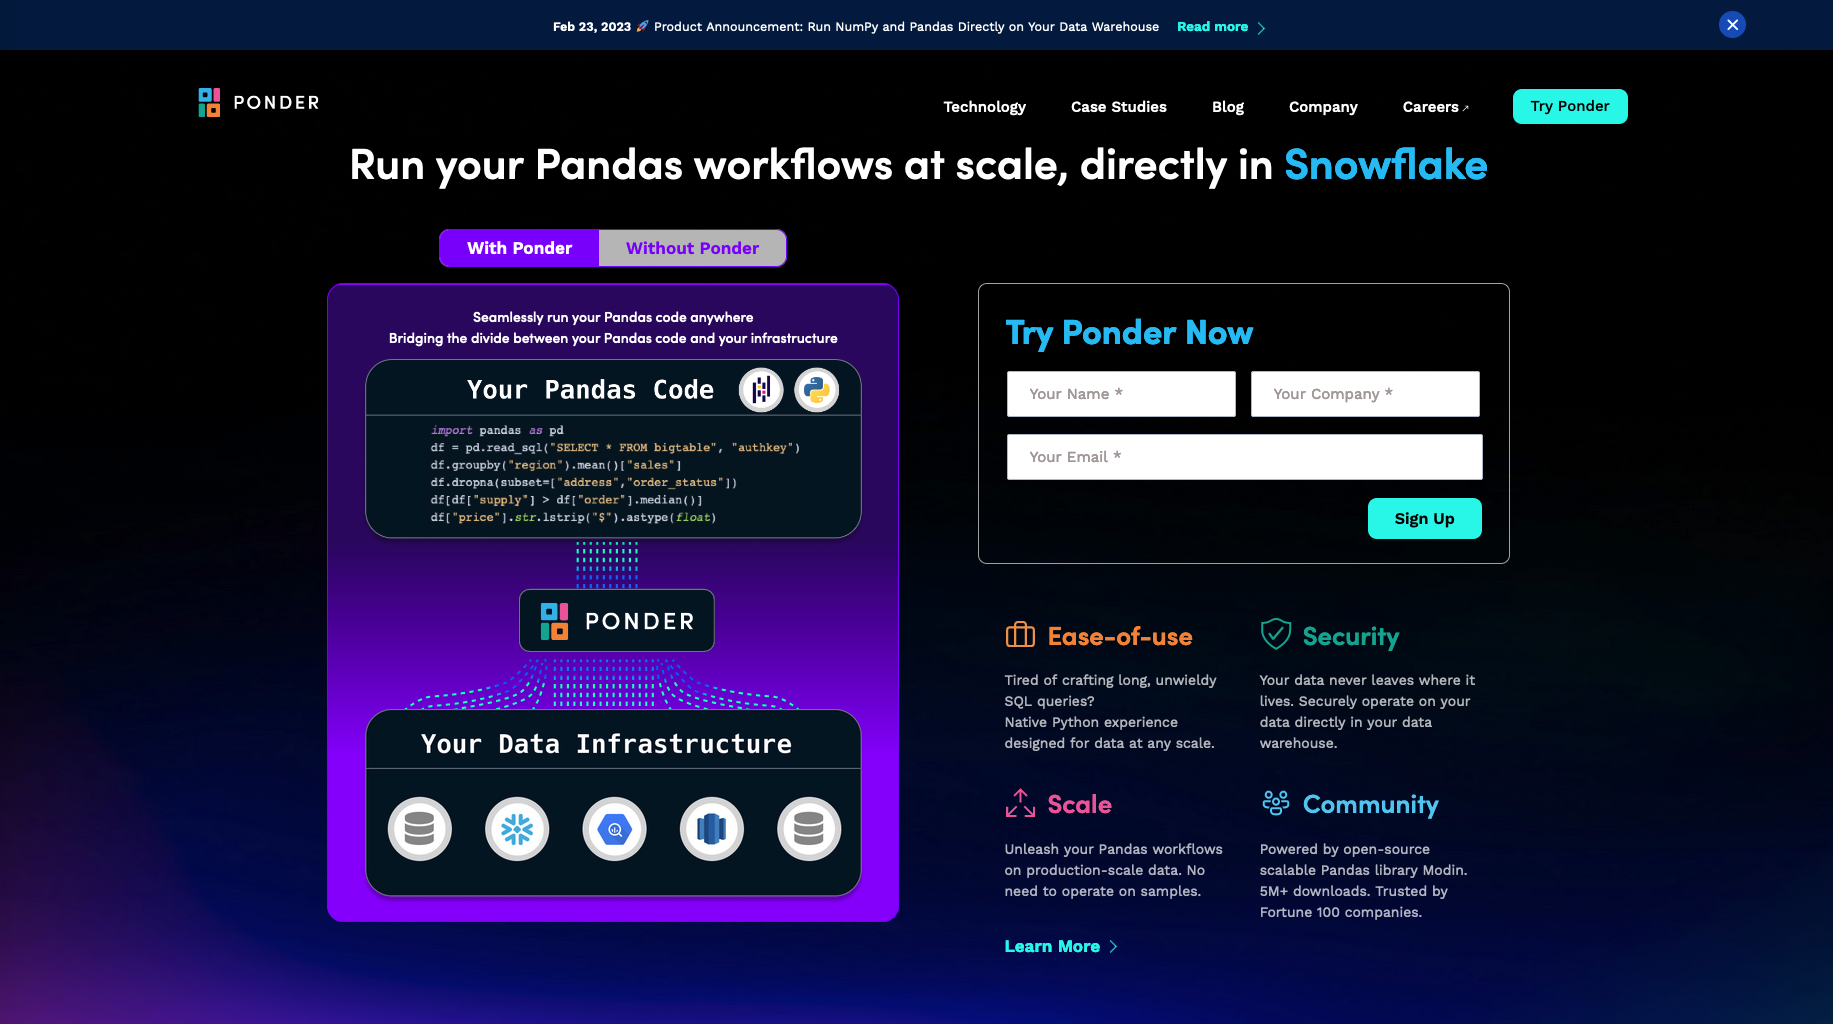 Feb 23, 2023 🚀 Product Announcement: Run NumPy and Pandas Directly on Your Data Warehouse Read more
PONDER
Technology Case Studies Blog Company Careers↗ Try Ponder
Run your Pandas workflows at scale, directly in Snowflake
With Ponder Without Ponder
Seamlessly run your Pandas code anywhere
Bridging the divide between your Pandas code and your infrastructure
Your Pandas Code
import pandas as pd
df = pd.read_sql("SELECT * FROM bigtable", "authkey")
df.groupby("region").mean()["sales"]
df.dropna(subset=["address","order_status"])
df[df["supply"] > df["order"].median()]
df["price"].str.lstrip("$").astype(float)
PONDER
Your Data Infrastructure
Try Ponder Now
Your Name * Your Company *
Your Email *
Sign Up
Ease-of-use
Tired of crafting long, unwieldy
SQL queries?
Native Python experience
designed for data at any scale.
Security
Your data never leaves where it
lives. Securely operate on your
data directly in your data
warehouse.
Scale
Unleash your Pandas workflows
on production-scale data. No
need to operate on samples.
Community
Powered by open-source
scalable Pandas library Modin.
5M+ downloads. Trusted by
Fortune 100 companies.
Learn More